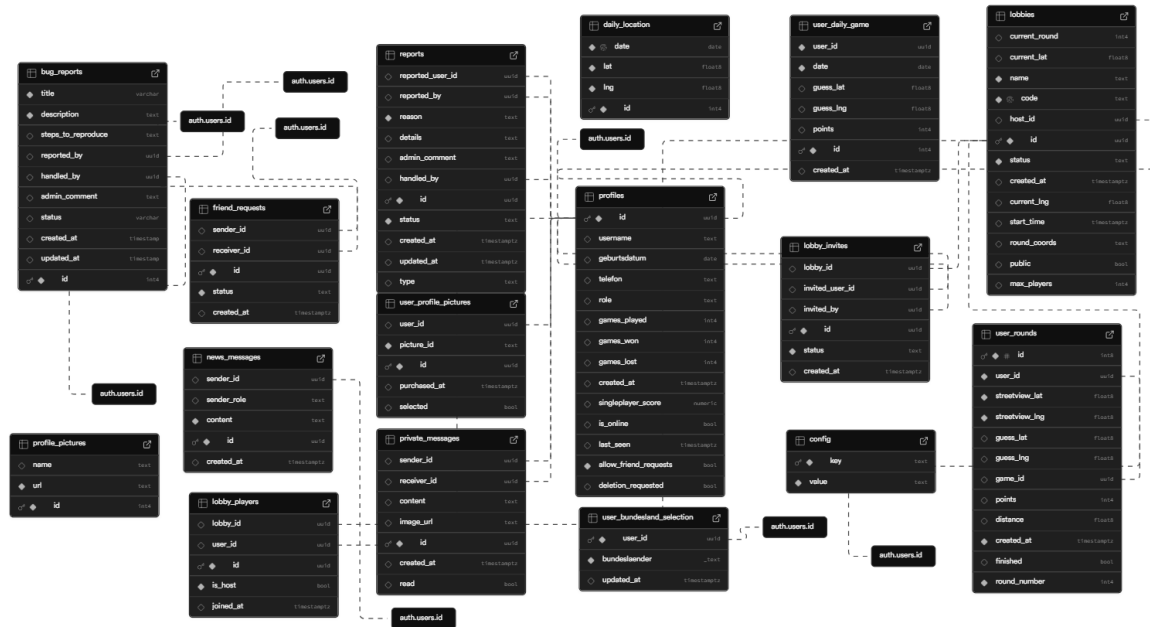 bug_reports
title varchar
description text
steps_to_reproduce text
reported_by uuid
handled_by uuid
admin_comment text
status varchar
created_at timestamp
updated_at timestamp
id int4
auth.users.id
auth.users.id
auth.users.id
friend_requests
sender_id uuid
receiver_id uuid
id uuid
status text
created_at timestamptz
news_messages
sender_id uuid
sender_role text
content text
id uuid
created_at timestamptz
auth.users.id
profile_pictures
name text
url text
id int4
lobby_players
lobby_id uuid
user_id uuid
id uuid
is_host bool
joined_at timestamptz
reports
reported_user_id uuid
reported_by uuid
reason text
details text
admin_comment text
handled_by uuid
id uuid
status text
created_at timestamptz
updated_at timestamptz
type text
user_profile_pictures
user_id uuid
picture_id int4
id uuid
purchased_at timestamptz
selected bool
private_messages
sender_id uuid
receiver_id uuid
content text
image_url text
id uuid
created_at timestamptz
read bool
auth.users.id
daily_location
date date
lat float8
lng float8
id int4
auth.users.id
profiles
id uuid
username text
geburtsdatum date
telefon text
role text
games_played int4
games_won int4
games_lost int4
created_at timestamptz
singleplayer_score numeric
is_online bool
last_seen timestamptz
allow_friend_requests bool
deletion_requested bool
user_bundesland_selection
user_id uuid
bundeslaender _text
updated_at timestamptz
auth.users.id
user_daily_game
user_id uuid
date date
guess_lat float8
guess_lng float8
points int4
id int4
created_at timestamptz
lobby_invites
lobby_id uuid
invited_user_id uuid
invited_by uuid
id uuid
status text
created_at timestamptz
config
key text
value text
auth.users.id
lobbies
current_round int4
current_lat float8
name text
code text
host_id uuid
id uuid
status text
created_at timestamptz
current_lng float8
start_time timestamptz
round_coords text
public bool
max_players int4
user_rounds
id int8
user_id uuid
streetview_lat float8
streetview_lng float8
guess_lat float8
guess_lng float8
game_id uuid
points int4
distance float8
created_at timestamptz
finished bool
round_number int4